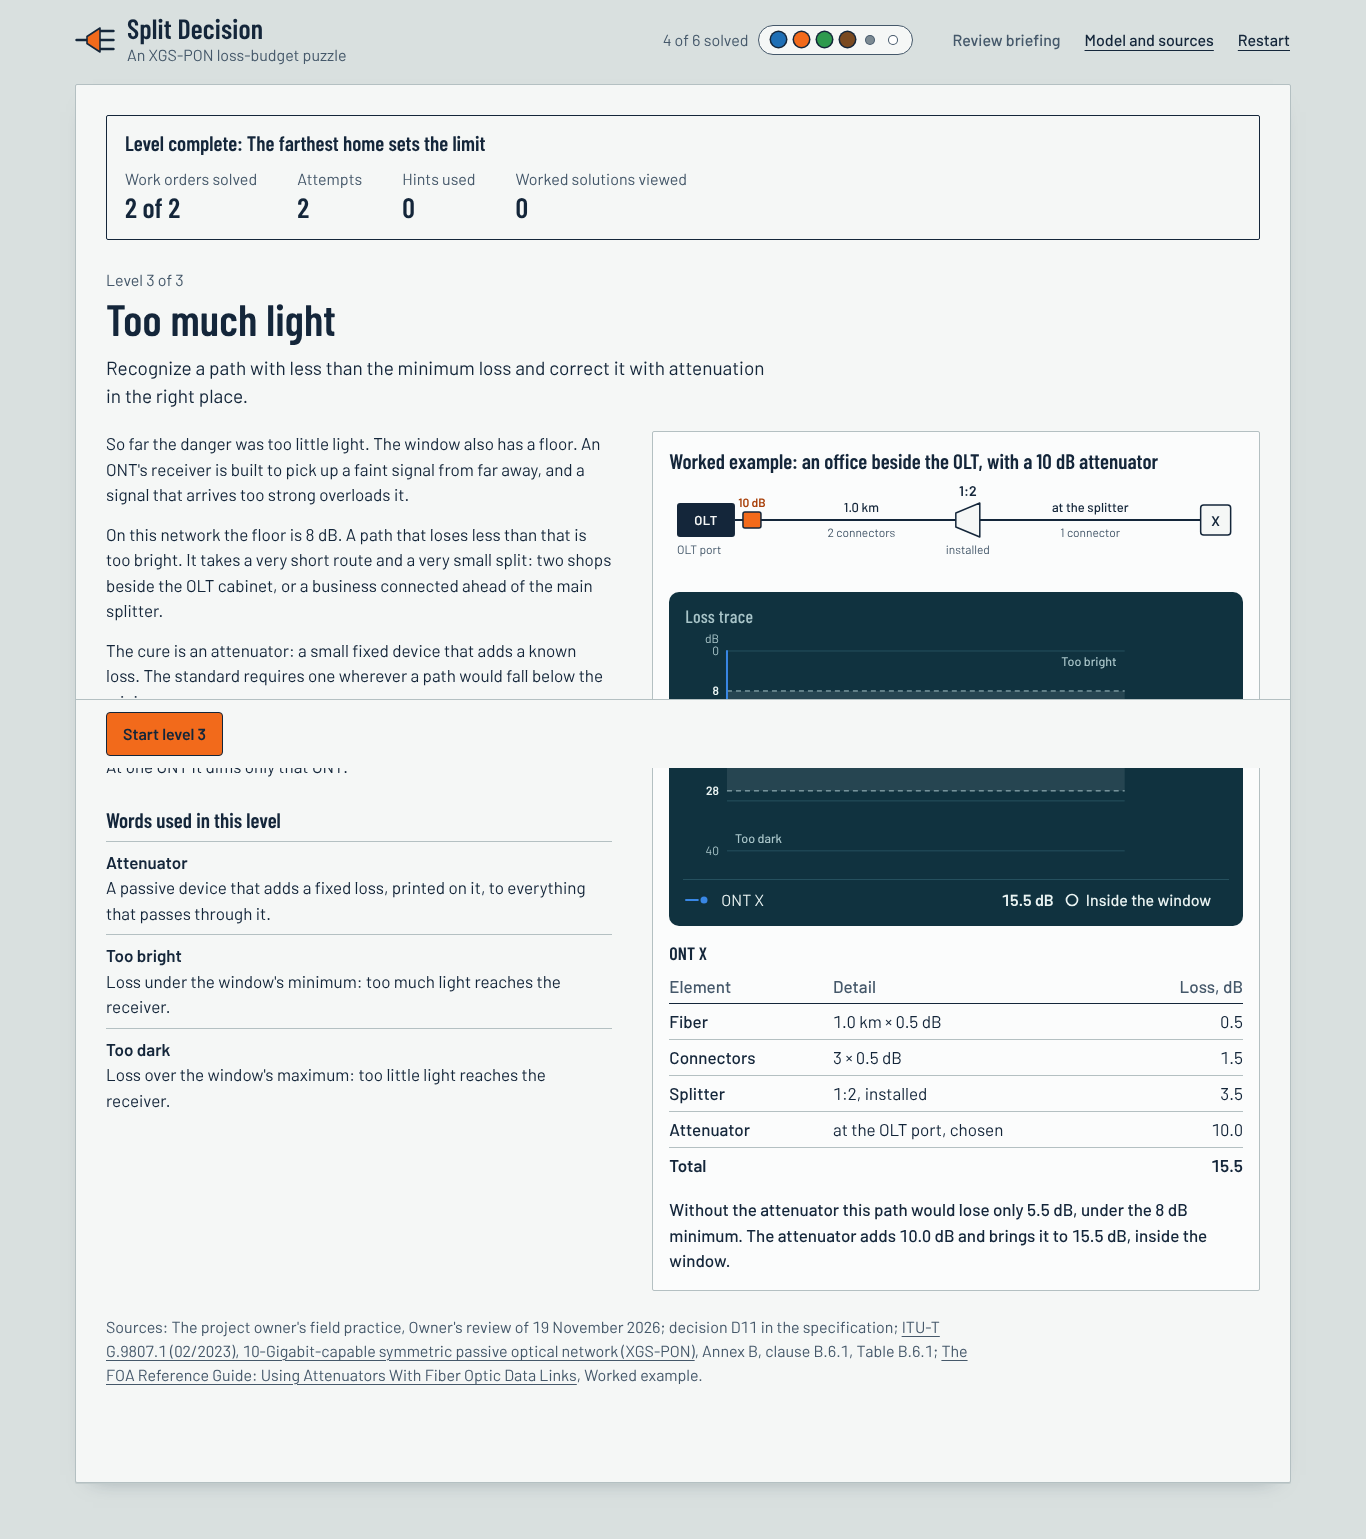 Split Decision
An XGS-PON loss-budget puzzle
4 of 6 solved
Review briefing
Model and sources
Restart
Level complete: The farthest home sets the limit
Work orders solved
2 of 2
Attempts
2
Hints used
0
Worked solutions viewed
0
Level 3 of 3
Too much light
Recognize a path with less than the minimum loss and correct it with attenuation
in the right place.
So far the danger was too little light. The window also has a floor. An
ONT's receiver is built to pick up a faint signal from far away, and a
signal that arrives too strong overloads it.
On this network the floor is 8 dB. A path that loses less than that is
too bright. It takes a very short route and a very small split: two shops
beside the OLT cabinet, or a business connected ahead of the main
splitter.
The cure is an attenuator: a small fixed device that adds a known
loss. The standard requires one wherever a path would fall below the
Start level 3
At one ONT it dims only that ONT.
Words used in this level
Attenuator
A passive device that adds a fixed loss, printed on it, to everything
that passes through it.
Too bright
Loss under the window's minimum: too much light reaches the
receiver.
Too dark
Loss over the window's maximum: too little light reaches the
receiver.
Worked example: an office beside the OLT, with a 10 dB attenuator
1:2
10 dB
1.0 km
at the splitter
OLT
X
2 connectors
1 connector
OLT port
installed
Loss trace
dB
0
Too bright
8
28
Too dark
40
ONT X
15.5 dB
Inside the window
ONT X
Element Detail Loss, dB
Fiber 1.0 km × 0.5 dB 0.5
Connectors 3 × 0.5 dB 1.5
Splitter 1:2, installed 3.5
Attenuator at the OLT port, chosen 10.0
Total 15.5
Without the attenuator this path would lose only 5.5 dB, under the 8 dB
minimum. The attenuator adds 10.0 dB and brings it to 15.5 dB, inside the
window.
Sources: The project owner's field practice, Owner's review of 19 November 2026; decision D11 in the specification; ITU-T
G.9807.1 (02/2023), 10-Gigabit-capable symmetric passive optical network (XGS-PON), Annex B, clause B.6.1, Table B.6.1; The
FOA Reference Guide: Using Attenuators With Fiber Optic Data Links, Worked example.